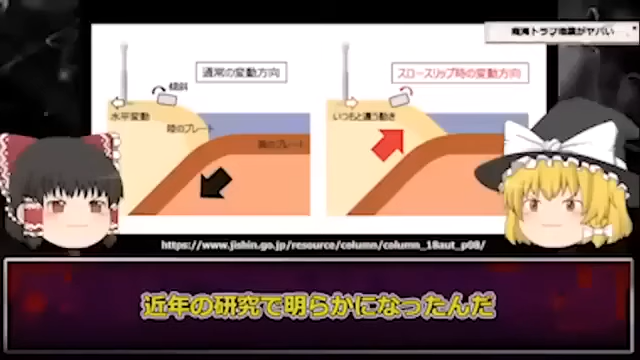 南海トラフ地震がヤバい
通常の変動方向
スロースリップ時の変動方向
傾斜
水平変動
いつもと違う動き
陸のプレート
海のプレート
https://www.jishin.go.jp/resource/column/column_18aut_p08/
近年の研究で明らかになったんだ